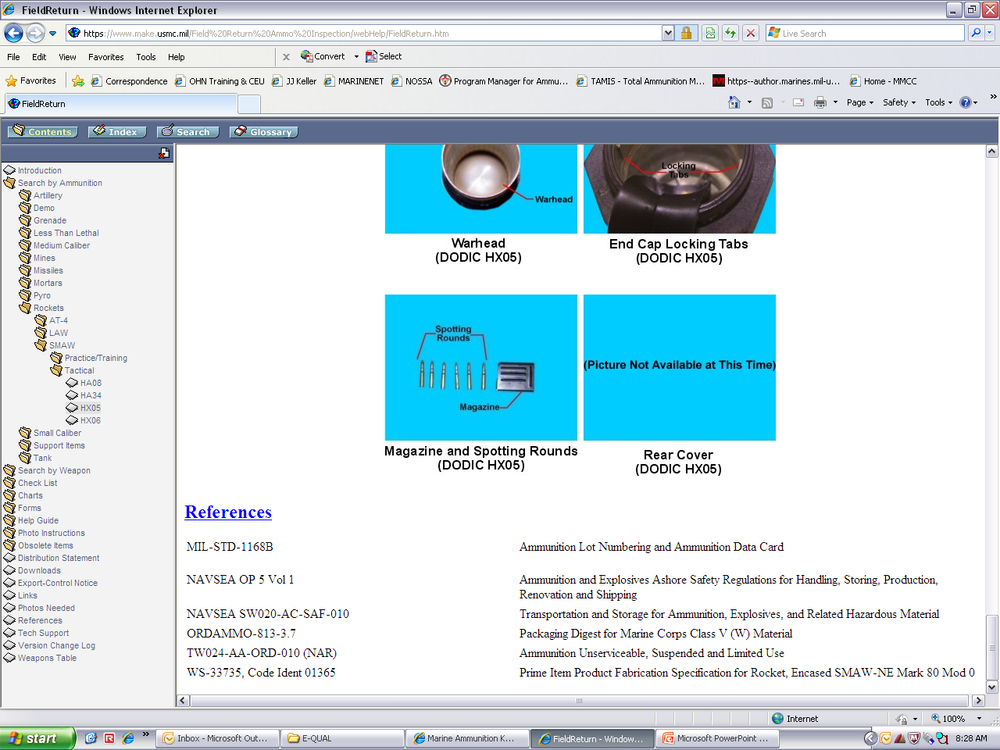 FieldReturn - Windows Internet Explorer
https://www.make.usmc.mil/Field%20Return%20Ammo%20Inspection/webHelp/FieldReturn.htm
Live Search
File Edit View Favorites Tools Help
x Convert Select
Favorites Correspondence OHN Training & CEU JJ Keller MARINENET NOSSA Program Manager for Ammu... TAMIS - Total Ammunition M... https--author.marines.mil-u... Home - MMCC
FieldReturn
Page Safety Tools
Contents Index Search Glossary
Introduction
Search by Ammunition
Artillery
Demo
Grenade
Less Than Lethal
Medium Caliber
Mines
Missiles
Mortars
Pyro
Rockets
AT-4
LAW
SMAW
Practice/Training
Tactical
HA08
HA34
HX05
HX06
Small Caliber
Support Items
Tank
Search by Weapon
Check List
Charts
Forms
Help Guide
Photo Instructions
Obsolete Items
Distribution Statement
Downloads
Export-Control Notice
Links
Photos Needed
References
Tech Support
Version Change Log
Weapons Table
Warhead
Locking
Tabs
Warhead
(DODIC HX05)
End Cap Locking Tabs
(DODIC HX05)
Spotting
Rounds
Magazine
(Picture Not Available at This Time)
Magazine and Spotting Rounds
(DODIC HX05)
Rear Cover
(DODIC HX05)
References
MIL-STD-1168B Ammunition Lot Numbering and Ammunition Data Card
NAVSEA OP 5 Vol 1 Ammunition and Explosives Ashore Safety Regulations for Handling, Storing, Production,
Renovation and Shipping
NAVSEA SW020-AC-SAF-010 Transportation and Storage for Ammunition, Explosives, and Related Hazardous Material
ORDAMMO-813-3.7 Packaging Digest for Marine Corps Class V (W) Material
TW024-AA-ORD-010 (NAR) Ammunition Unserviceable, Suspended and Limited Use
WS-33735, Code Ident 01365 Prime Item Product Fabrication Specification for Rocket, Encased SMAW-NE Mark 80 Mod 0
Internet 100%
start Inbox - Microsoft Out... E-QUAL Marine Ammunition K... FieldReturn - Window... Microsoft PowerPoint ... 8:28 AM